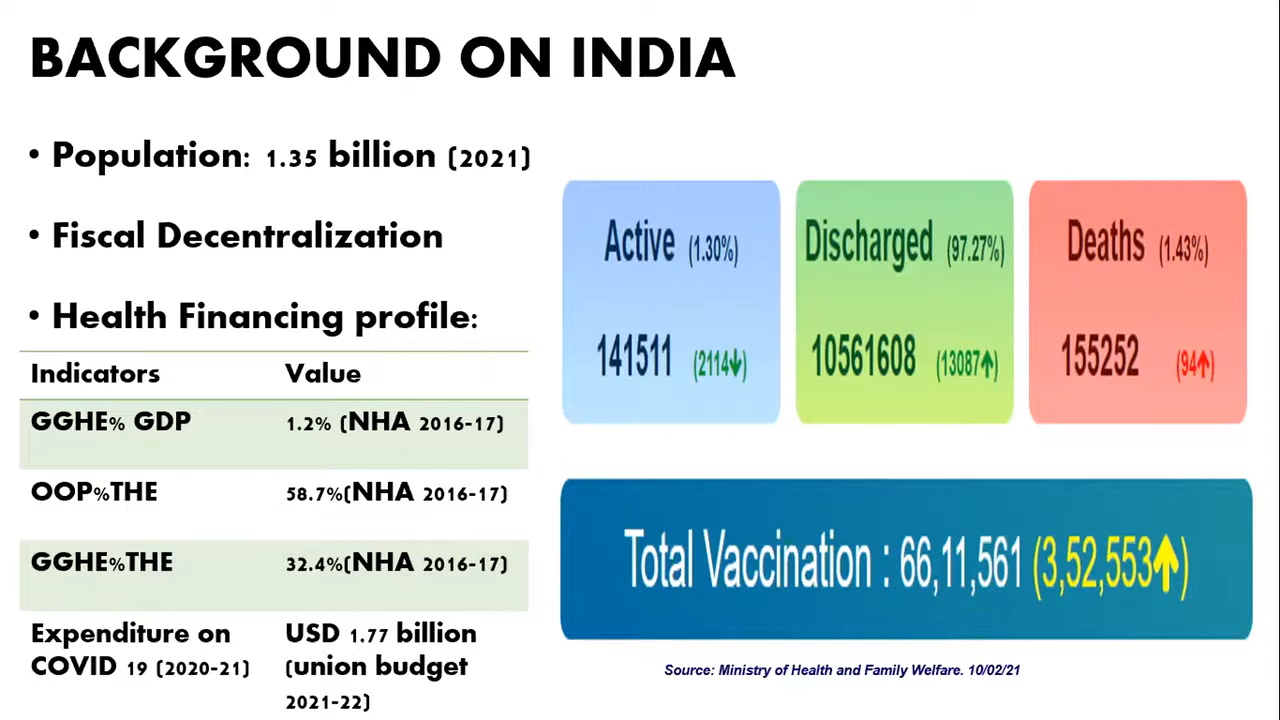 BACKGROUND ON INDIA
• Population: 1.35 billion (2021)
• Fiscal Decentralization
• Health Financing profile:
Indicators Value
GGHE% GDP 1.2% (NHA 2016-17)
OOP%THE 58.7%(NHA 2016-17)
GGHE%THE 32.4%(NHA 2016-17)
Expenditure on USD 1.77 billion
COVID 19 (2020-21) (union budget
2021-22)
Active (1.30%)
141511 (2114↓)
Discharged (97.27%)
10561608 (13087↑)
Deaths (1.43%)
155252 (94↑)
Total Vaccination : 66,11,561 (3,52,553↑)
Source: Ministry of Health and Family Welfare. 10/02/21